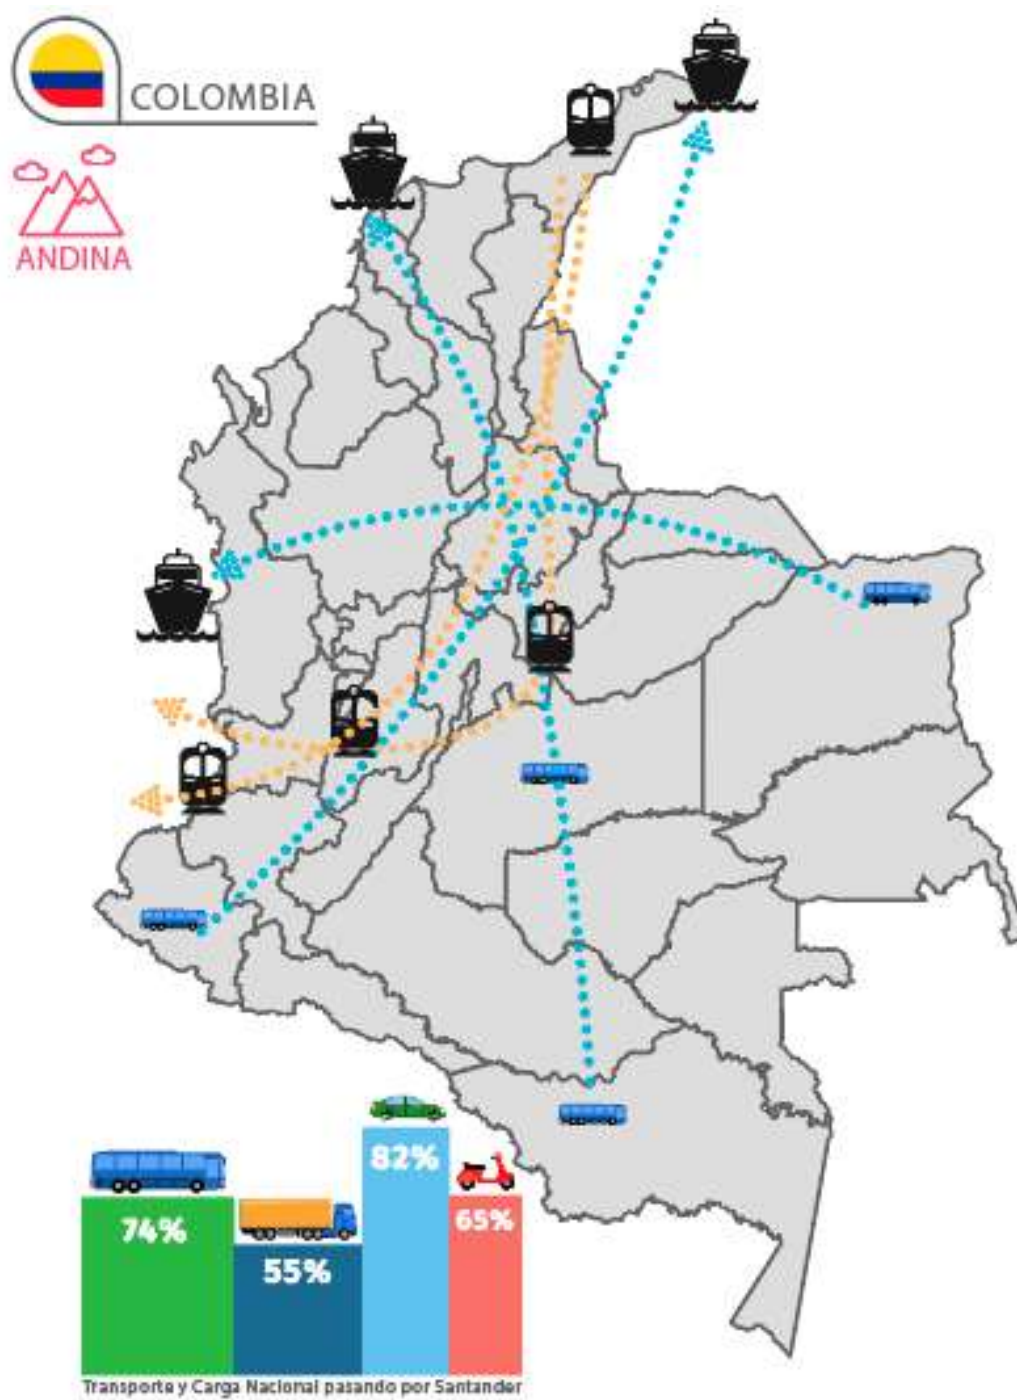 COLOMBIA
ANDINA
82%
74%
65%
55%
Transporte y Carga Nacional pasando por Santander